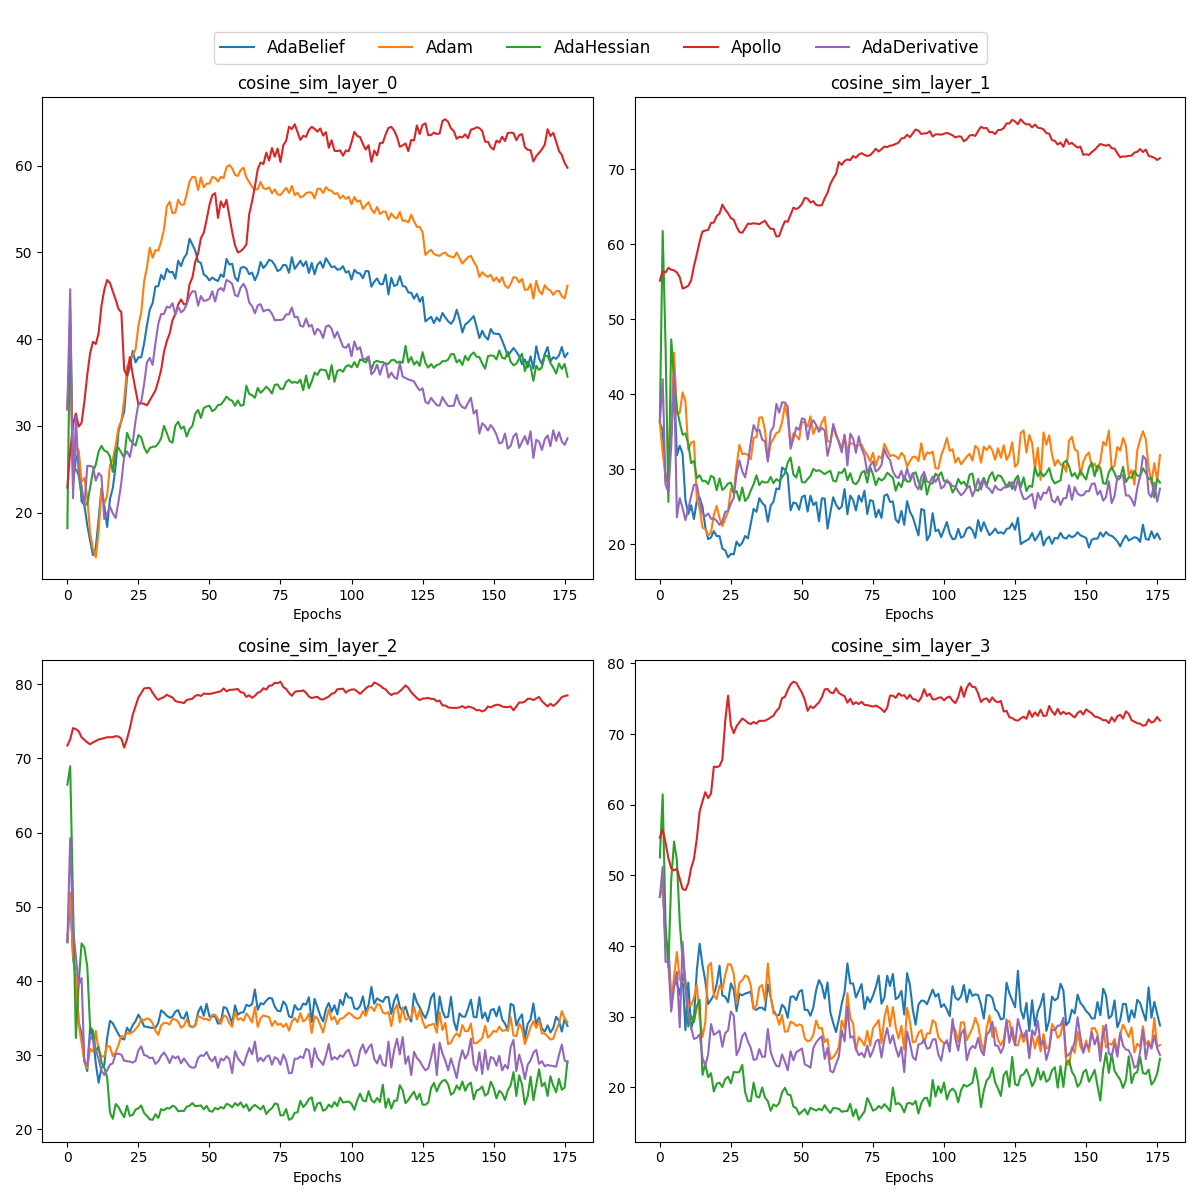 AdaBelief Adam AdaHessian Apollo AdaDerivative
cosine_sim_layer_0
60
50
40
30
20
0 25 50 75 100 125 150 175
Epochs
cosine_sim_layer_1
70
60
50
40
30
20
0 25 50 75 100 125 150 175
Epochs
cosine_sim_layer_2
80
70
60
50
40
30
20
0 25 50 75 100 125 150 175
Epochs
cosine_sim_layer_3
80
70
60
50
40
30
20
0 25 50 75 100 125 150 175
Epochs